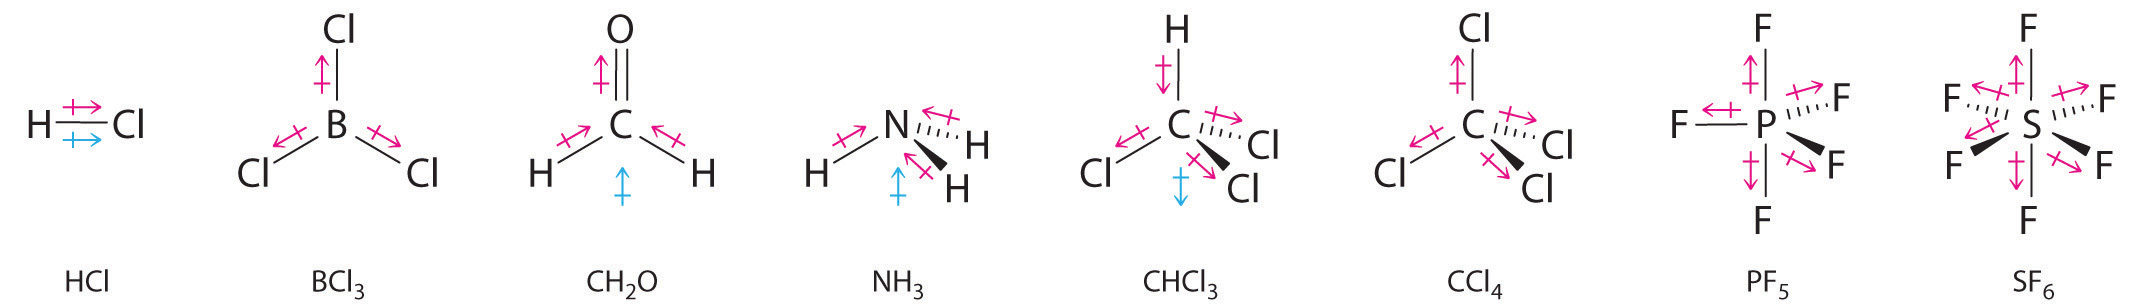 H Cl
Cl
B
Cl Cl
O
C
H H
N
H H
H
H
C
Cl Cl
Cl
Cl
C
Cl Cl
Cl
F
F P F
F
F
F
F S F
F F
F
HCl BCl₃ CH₂O NH₃ CHCl₃ CCl₄ PF₅ SF₆